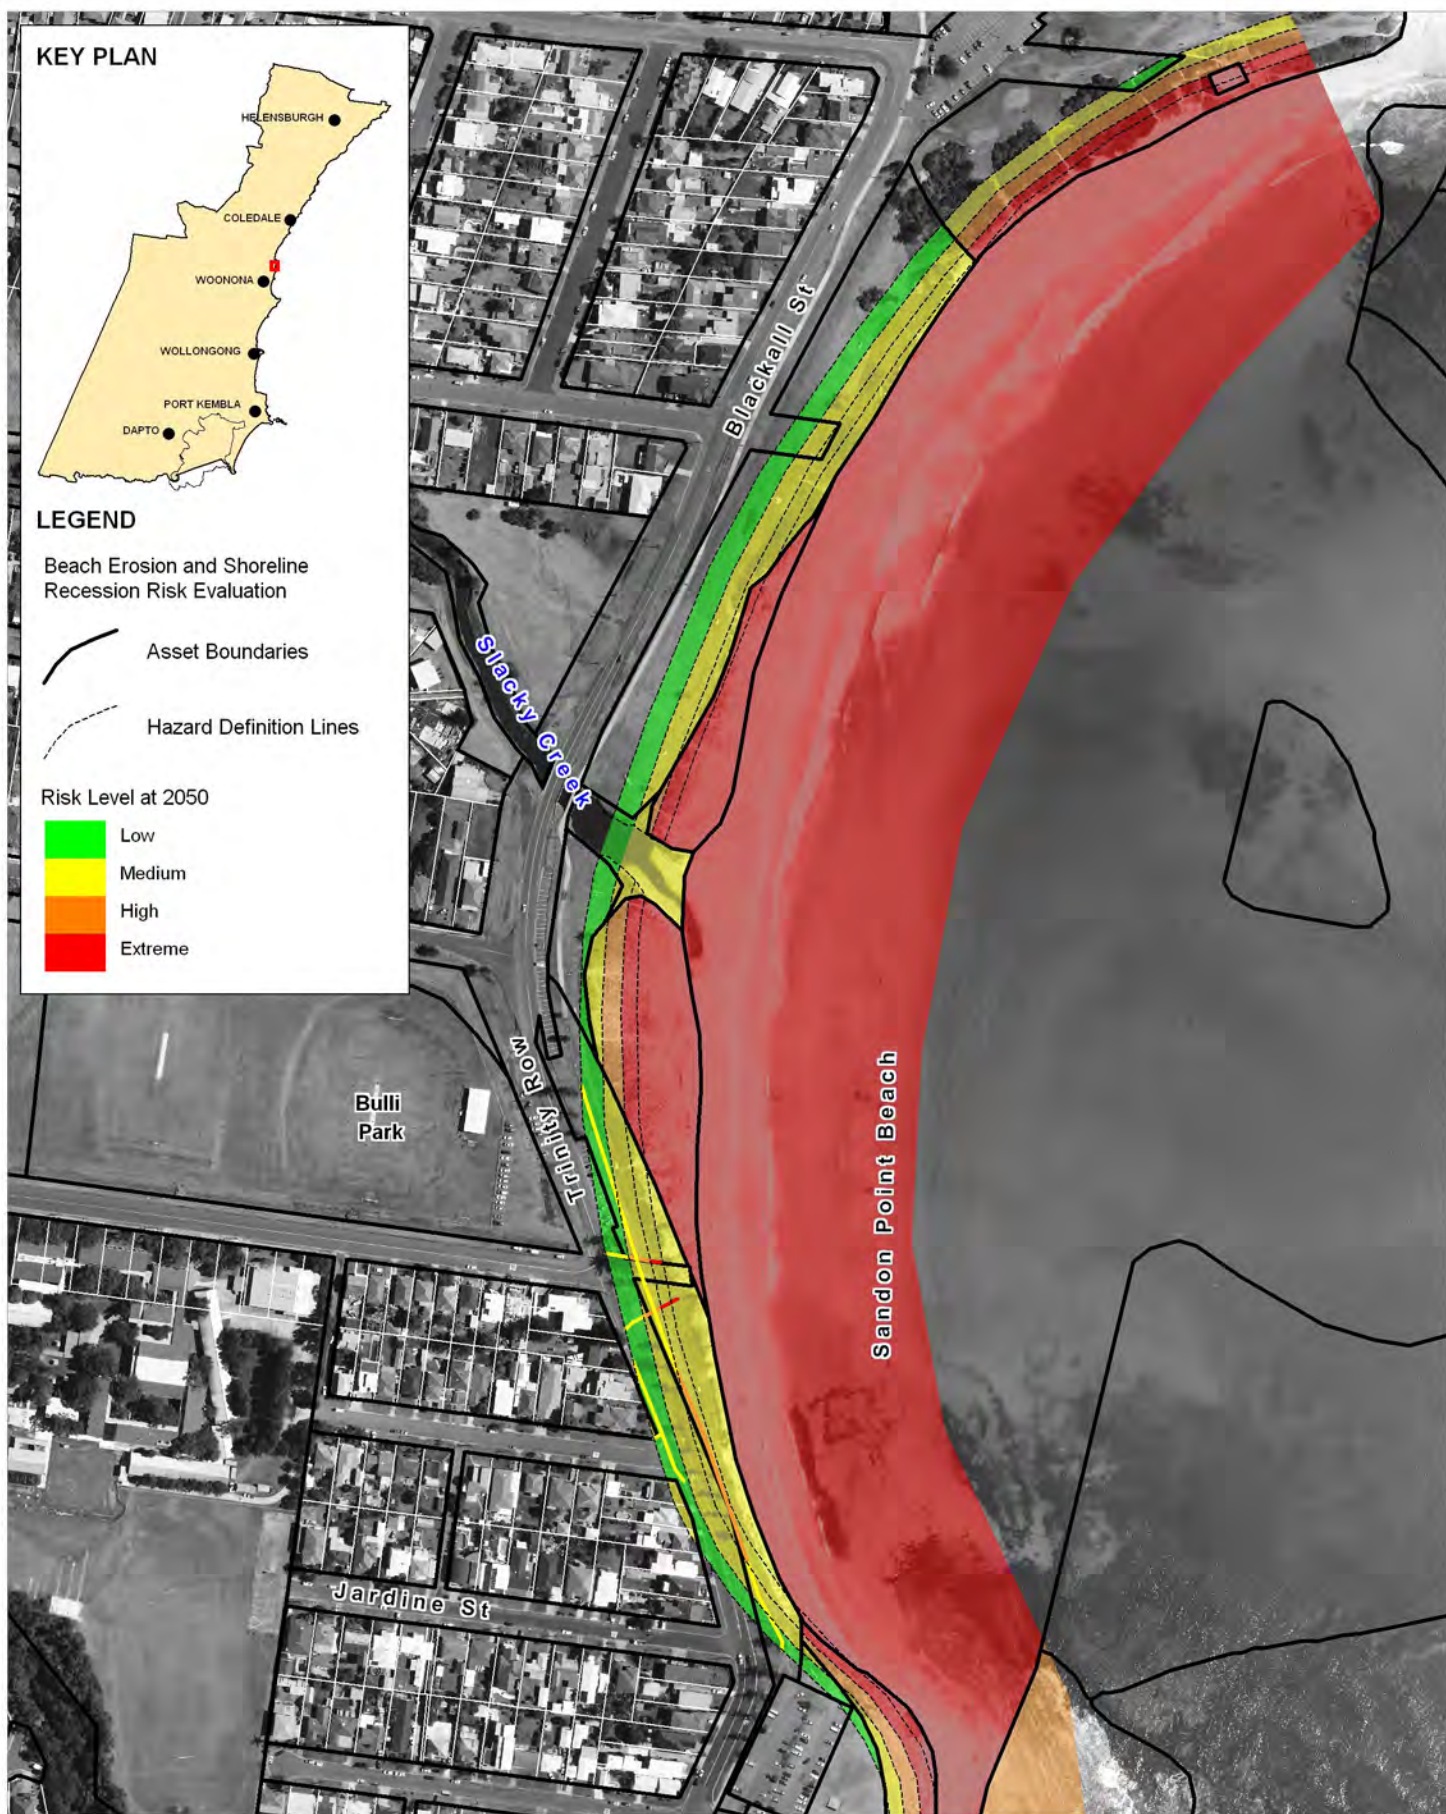 KEY PLAN
HELENSBURGH
COLEDALE
WOONONA
WOLLONGONG
PORT KEMBLA
DAPTO
LEGEND
Beach Erosion and Shoreline
Recession Risk Evaluation
Asset Boundaries
Hazard Definition Lines
Risk Level at 2050
Low
Medium
High
Extreme
Blackall St
Slacky Creek
Trinity Row
Bulli
Park
Sandon Point Beach
Jardine St